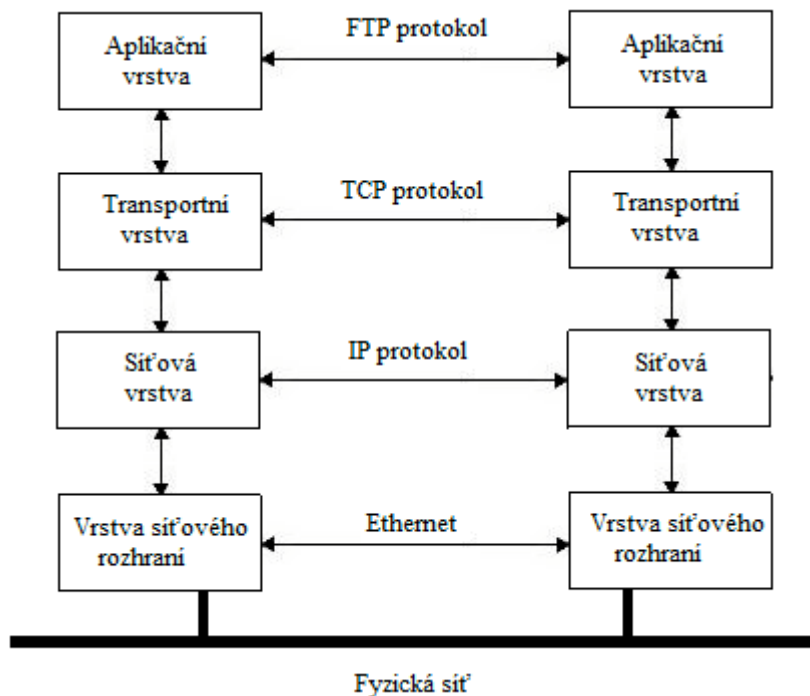 Aplikační
vrstva
FTP protokol
Aplikační
vrstva
Transportní
vrstva
TCP protokol
Transportní
vrstva
Síťová
vrstva
IP protokol
Síťová
vrstva
Vrstva síťového
rozhraní
Ethernet
Vrstva síťového
rozhraní
Fyzická síť